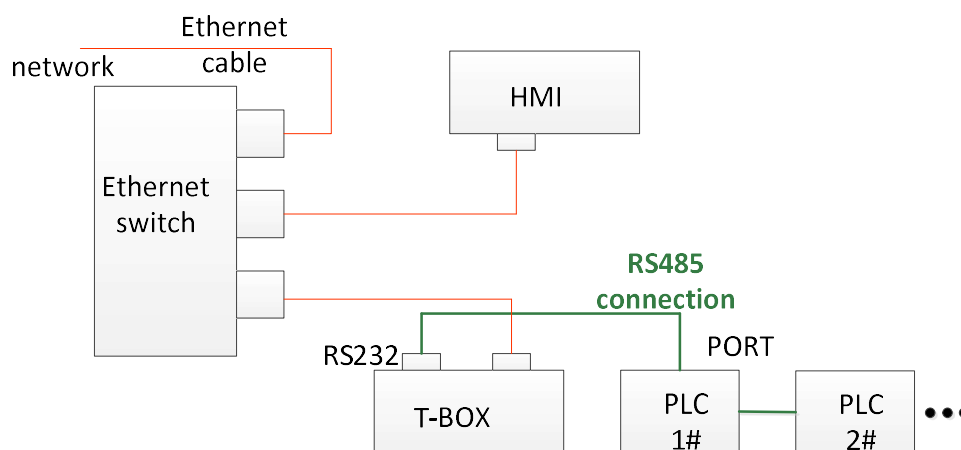 Ethernet
cable
network
HMI
Ethernet
switch
RS485
connection
RS232
PORT
T-BOX
PLC
1#
PLC
2#